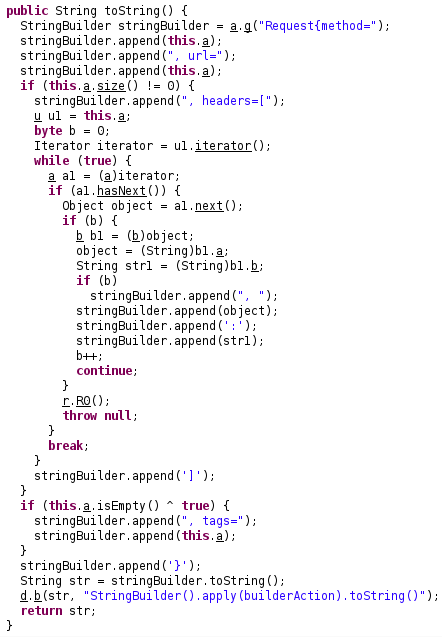 public String toString() {
  StringBuilder stringBuilder = a.g("Request{method=");
  stringBuilder.append(this.a);
  stringBuilder.append(", url=");
  stringBuilder.append(this.a);
  if (this.a.size() != 0) {
    stringBuilder.append(", headers=[");
    u u1 = this.a;
    byte b = 0;
    Iterator iterator = u1.iterator();
    while (true) {
      a a1 = (a)iterator;
      if (a1.hasNext()) {
        Object object = a1.next();
        if (b) {
          b b1 = (b)object;
          object = (String)b1.a;
          String str1 = (String)b1.b;
          if (b)
            stringBuilder.append(", ");
          stringBuilder.append(object);
          stringBuilder.append(':');
          stringBuilder.append(str1);
          b++;
          continue;
        }
        r.R0();
        throw null;
      }
      break;
    }
    stringBuilder.append(']');
  }
  if (this.a.isEmpty() ^ true) {
    stringBuilder.append(", tags=");
    stringBuilder.append(this.a);
  }
  stringBuilder.append('}');
  String str = stringBuilder.toString();
  d.b(str, "StringBuilder().apply(builderAction).toString()");
  return str;
}